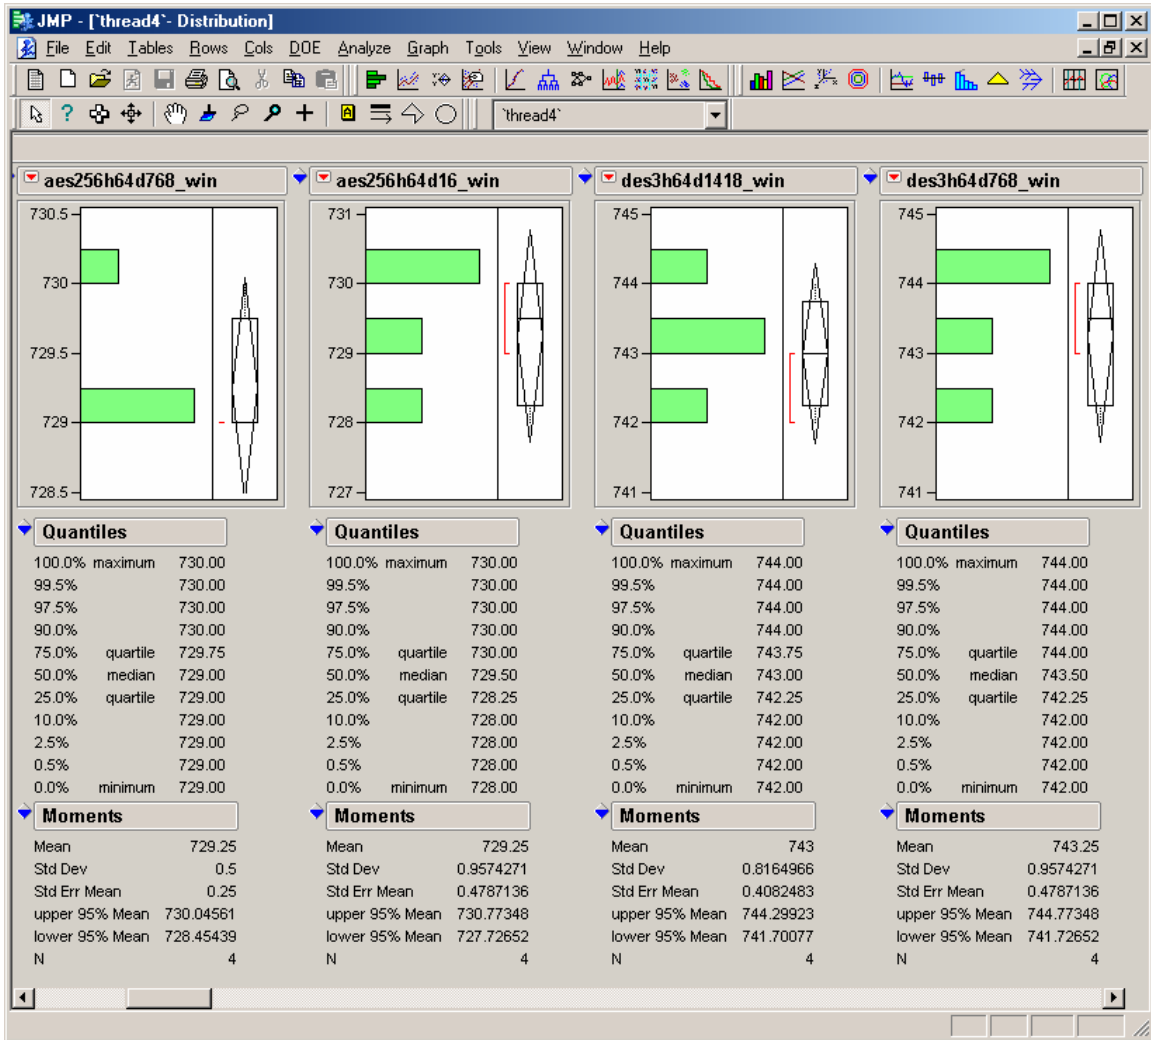 JMP - [`thread4`- Distribution]
File Edit Tables Rows Cols DOE Analyze Graph Tools View Window Help
`thread4`
aes256h64d768_win
730.5
730
729.5
729
728.5
Quantiles
100.0% maximum 730.00
99.5% 730.00
97.5% 730.00
90.0% 730.00
75.0% quartile 729.75
50.0% median 729.00
25.0% quartile 729.00
10.0% 729.00
2.5% 729.00
0.5% 729.00
0.0% minimum 729.00
Moments
Mean 729.25
Std Dev 0.5
Std Err Mean 0.25
upper 95% Mean 730.04561
lower 95% Mean 728.45439
N 4
aes256h64d16_win
731
730
729
728
727
Quantiles
100.0% maximum 730.00
99.5% 730.00
97.5% 730.00
90.0% 730.00
75.0% quartile 730.00
50.0% median 729.50
25.0% quartile 728.25
10.0% 728.00
2.5% 728.00
0.5% 728.00
0.0% minimum 728.00
Moments
Mean 729.25
Std Dev 0.9574271
Std Err Mean 0.4787136
upper 95% Mean 730.77348
lower 95% Mean 727.72652
N 4
des3h64d1418_win
745
744
743
742
741
Quantiles
100.0% maximum 744.00
99.5% 744.00
97.5% 744.00
90.0% 744.00
75.0% quartile 743.75
50.0% median 743.00
25.0% quartile 742.25
10.0% 742.00
2.5% 742.00
0.5% 742.00
0.0% minimum 742.00
Moments
Mean 743
Std Dev 0.8164966
Std Err Mean 0.4082483
upper 95% Mean 744.29923
lower 95% Mean 741.70077
N 4
des3h64d768_win
745
744
743
742
741
Quantiles
100.0% maximum 744.00
99.5% 744.00
97.5% 744.00
90.0% 744.00
75.0% quartile 744.00
50.0% median 743.50
25.0% quartile 742.25
10.0% 742.00
2.5% 742.00
0.5% 742.00
0.0% minimum 742.00
Moments
Mean 743.25
Std Dev 0.9574271
Std Err Mean 0.4787136
upper 95% Mean 744.77348
lower 95% Mean 741.72652
N 4